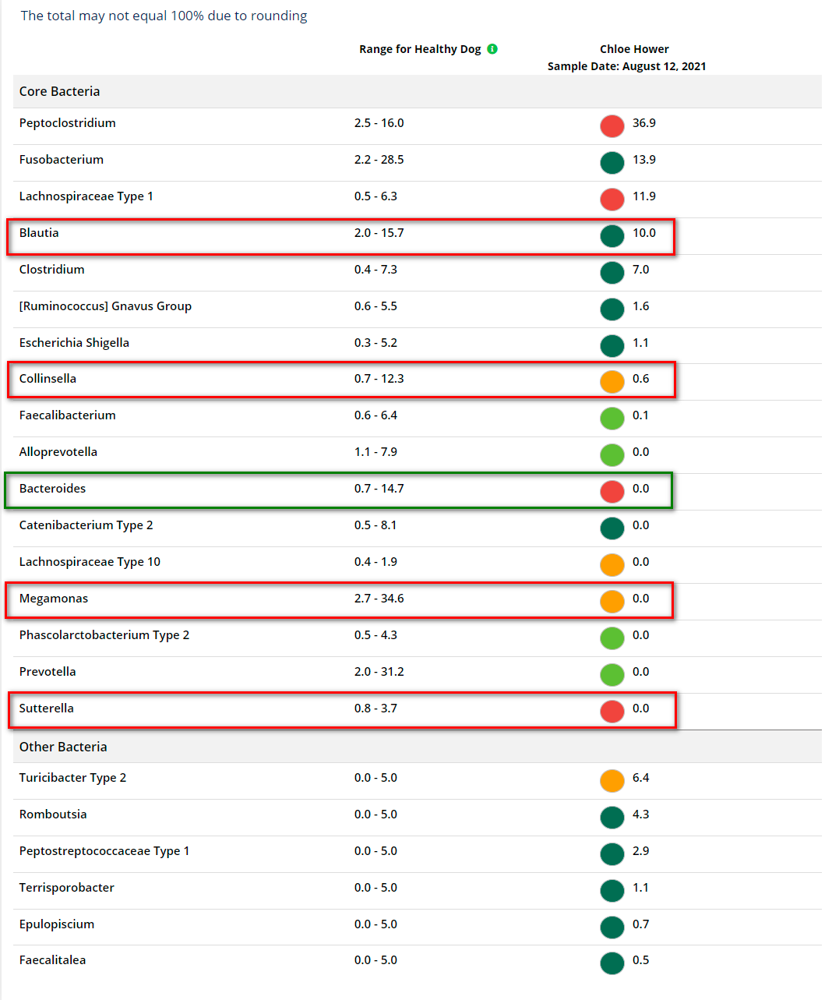 The total may not equal 100% due to rounding
Range for Healthy Dog i Chloe Hower
Sample Date: August 12, 2021
Core Bacteria
Peptoclostridium 2.5 - 16.0 36.9
Fusobacterium 2.2 - 28.5 13.9
Lachnospiraceae Type 1 0.5 - 6.3 11.9
Blautia 2.0 - 15.7 10.0
Clostridium 0.4 - 7.3 7.0
[Ruminococcus] Gnavus Group 0.6 - 5.5 1.6
Escherichia Shigella 0.3 - 5.2 1.1
Collinsella 0.7 - 12.3 0.6
Faecalibacterium 0.6 - 6.4 0.1
Alloprevotella 1.1 - 7.9 0.0
Bacteroides 0.7 - 14.7 0.0
Catenibacterium Type 2 0.5 - 8.1 0.0
Lachnospiraceae Type 10 0.4 - 1.9 0.0
Megamonas 2.7 - 34.6 0.0
Phascolarctobacterium Type 2 0.5 - 4.3 0.0
Prevotella 2.0 - 31.2 0.0
Sutterella 0.8 - 3.7 0.0
Other Bacteria
Turicibacter Type 2 0.0 - 5.0 6.4
Romboutsia 0.0 - 5.0 4.3
Peptostreptococcaceae Type 1 0.0 - 5.0 2.9
Terrisporobacter 0.0 - 5.0 1.1
Epulopiscium 0.0 - 5.0 0.7
Faecalitalea 0.0 - 5.0 0.5